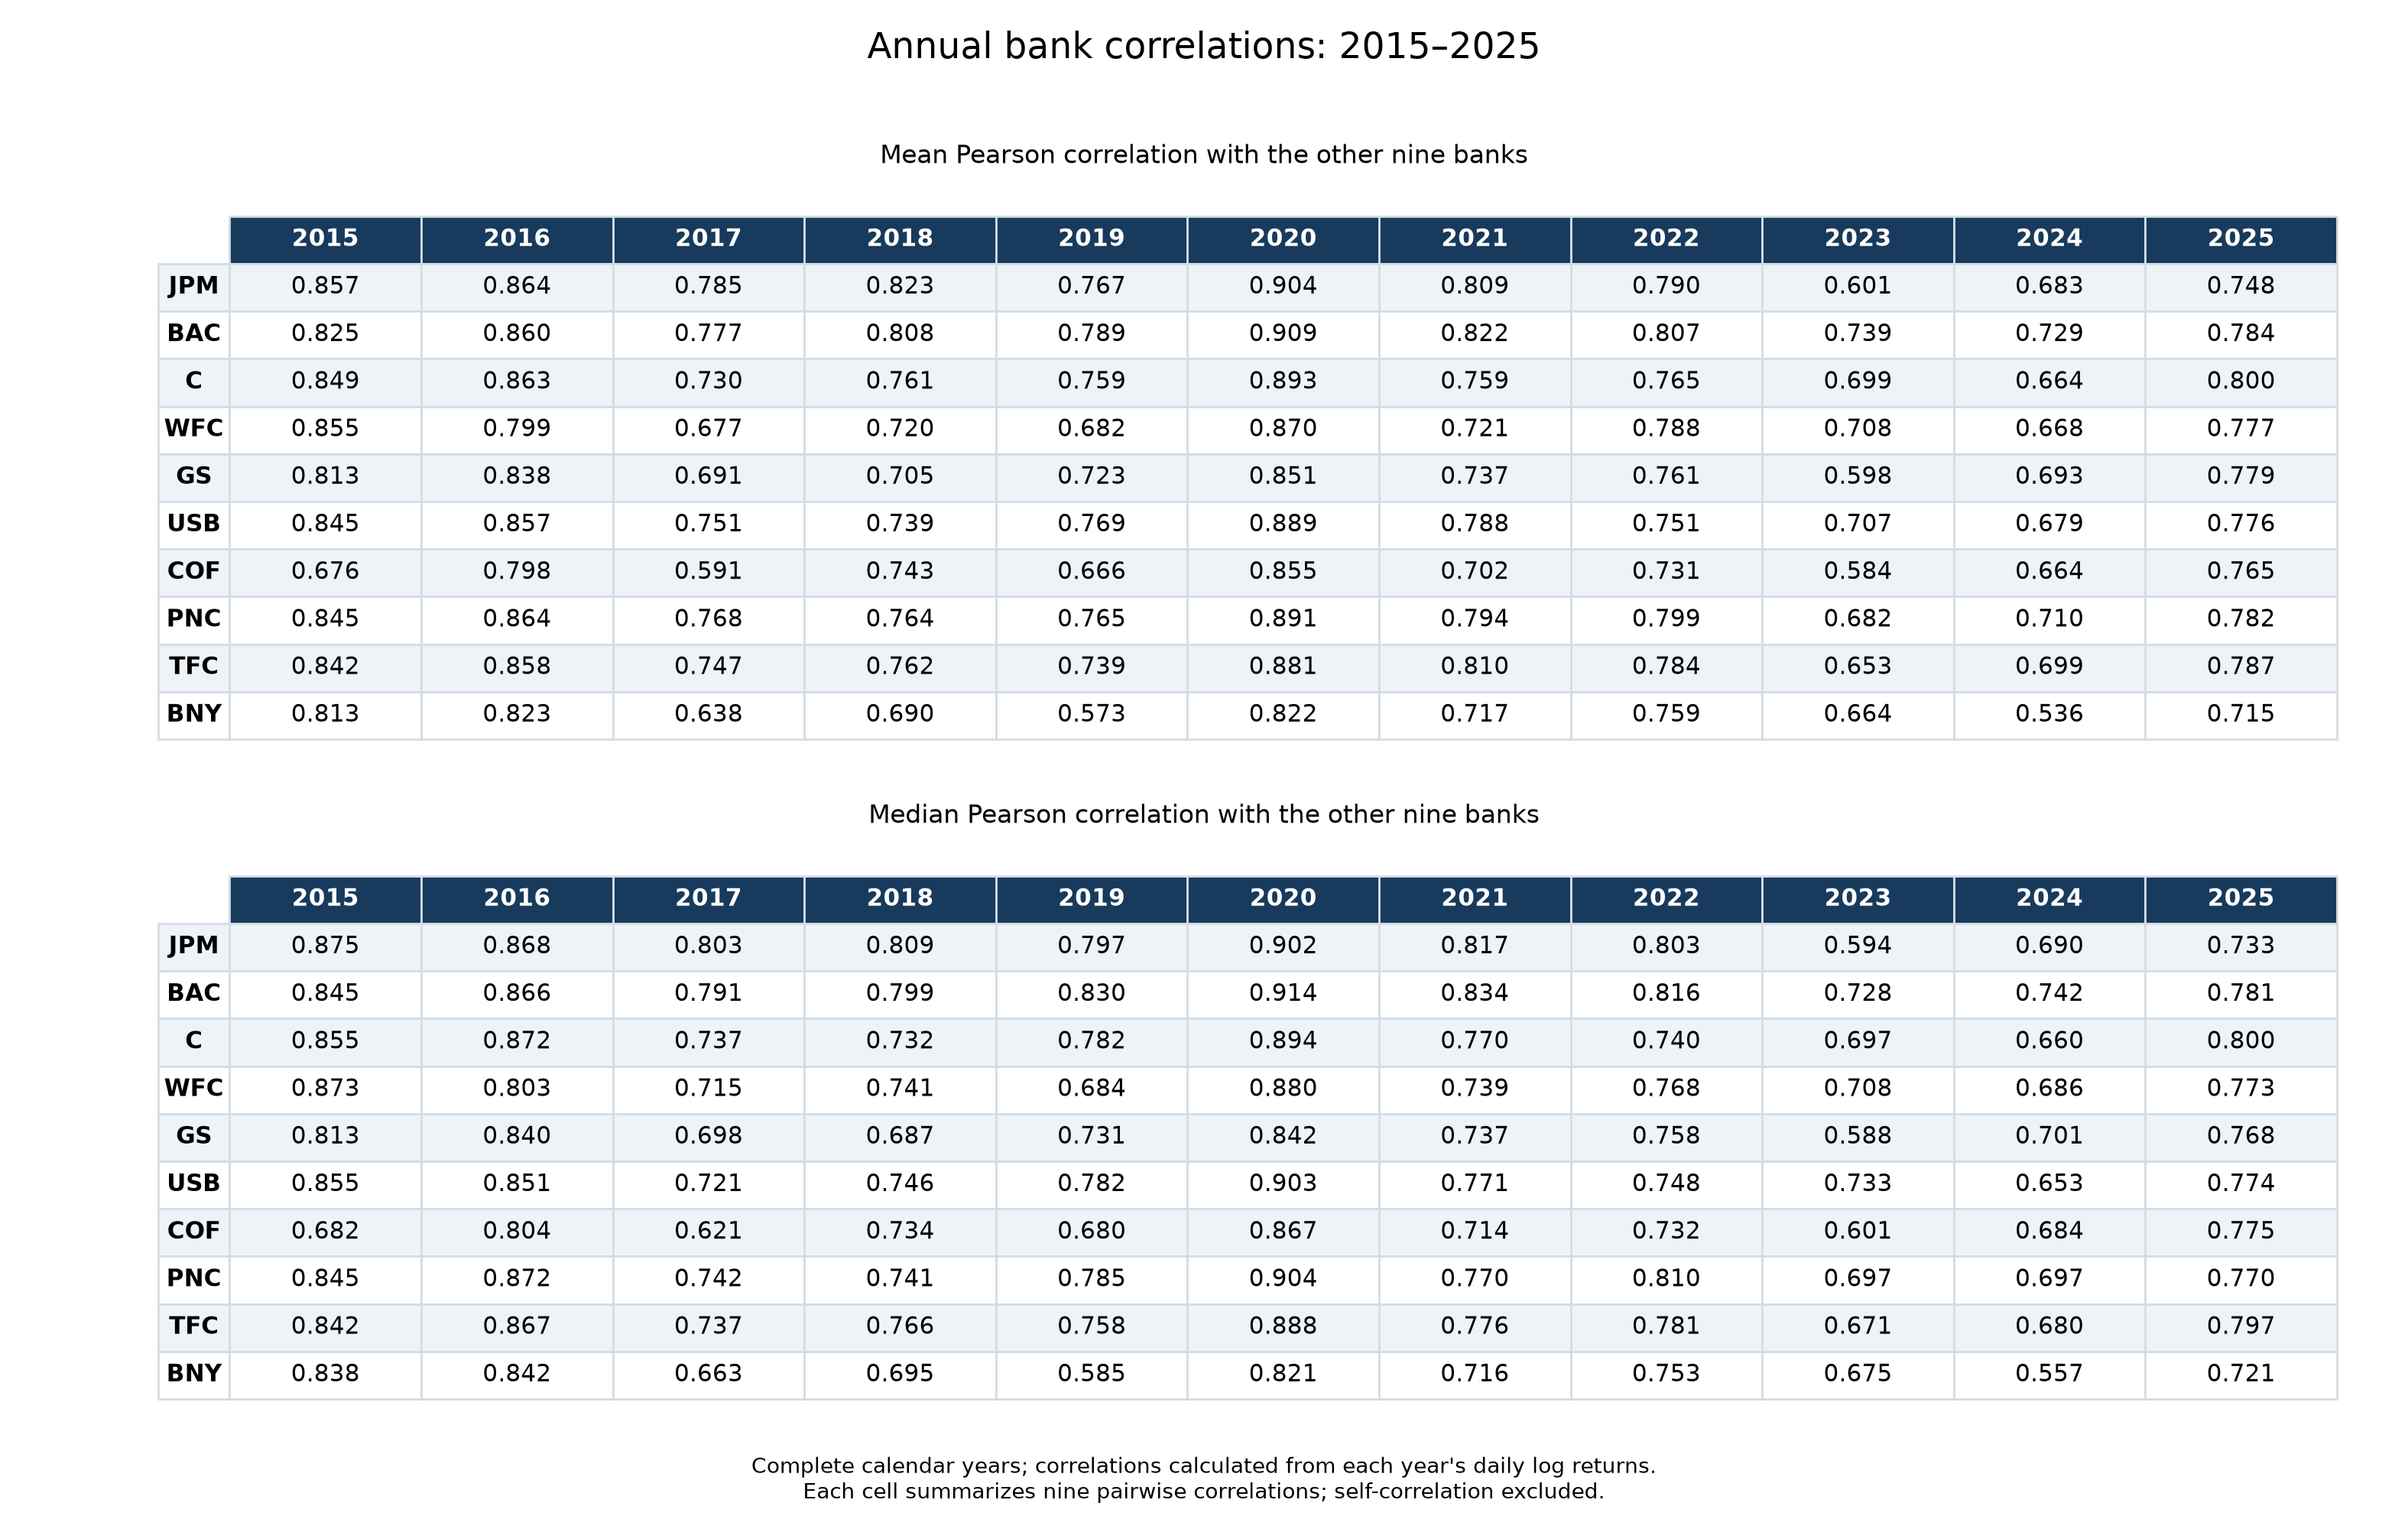 Annual bank correlations: 2015–2025
Mean Pearson correlation with the other nine banks
2015 2016 2017 2018 2019 2020 2021 2022 2023 2024 2025
JPM 0.857 0.864 0.785 0.823 0.767 0.904 0.809 0.790 0.601 0.683 0.748
BAC 0.825 0.860 0.777 0.808 0.789 0.909 0.822 0.807 0.739 0.729 0.784
C 0.849 0.863 0.730 0.761 0.759 0.893 0.759 0.765 0.699 0.664 0.800
WFC 0.855 0.799 0.677 0.720 0.682 0.870 0.721 0.788 0.708 0.668 0.777
GS 0.813 0.838 0.691 0.705 0.723 0.851 0.737 0.761 0.598 0.693 0.779
USB 0.845 0.857 0.751 0.739 0.769 0.889 0.788 0.751 0.707 0.679 0.776
COF 0.676 0.798 0.591 0.743 0.666 0.855 0.702 0.731 0.584 0.664 0.765
PNC 0.845 0.864 0.768 0.764 0.765 0.891 0.794 0.799 0.682 0.710 0.782
TFC 0.842 0.858 0.747 0.762 0.739 0.881 0.810 0.784 0.653 0.699 0.787
BNY 0.813 0.823 0.638 0.690 0.573 0.822 0.717 0.759 0.664 0.536 0.715
Median Pearson correlation with the other nine banks
2015 2016 2017 2018 2019 2020 2021 2022 2023 2024 2025
JPM 0.875 0.868 0.803 0.809 0.797 0.902 0.817 0.803 0.594 0.690 0.733
BAC 0.845 0.866 0.791 0.799 0.830 0.914 0.834 0.816 0.728 0.742 0.781
C 0.855 0.872 0.737 0.732 0.782 0.894 0.770 0.740 0.697 0.660 0.800
WFC 0.873 0.803 0.715 0.741 0.684 0.880 0.739 0.768 0.708 0.686 0.773
GS 0.813 0.840 0.698 0.687 0.731 0.842 0.737 0.758 0.588 0.701 0.768
USB 0.855 0.851 0.721 0.746 0.782 0.903 0.771 0.748 0.733 0.653 0.774
COF 0.682 0.804 0.621 0.734 0.680 0.867 0.714 0.732 0.601 0.684 0.775
PNC 0.845 0.872 0.742 0.741 0.785 0.904 0.770 0.810 0.697 0.697 0.770
TFC 0.842 0.867 0.737 0.766 0.758 0.888 0.776 0.781 0.671 0.680 0.797
BNY 0.838 0.842 0.663 0.695 0.585 0.821 0.716 0.753 0.675 0.557 0.721
Complete calendar years; correlations calculated from each year's daily log returns.
Each cell summarizes nine pairwise correlations; self-correlation excluded.